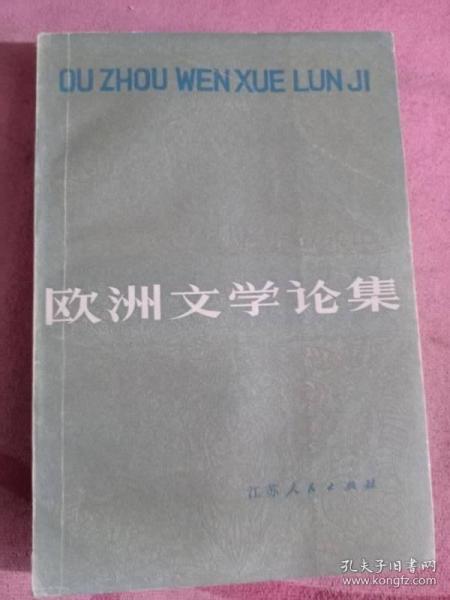 OU ZHOU WEN XUE LUN JI
欧洲文学论集
江苏人民出版社
孔夫子旧书网
www.kongfz.com